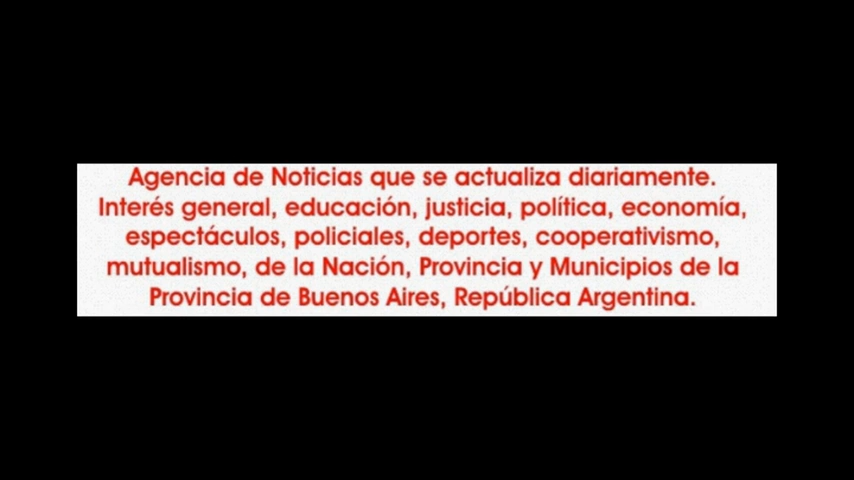 Agencia de Noticias que se actualiza diariamente.
Interés general, educación, justicia, política, economía,
espectáculos, policiales, deportes, cooperativismo,
mutualismo, de la Nación, Provincia y Municipios de la
Provincia de Buenos Aires, República Argentina.